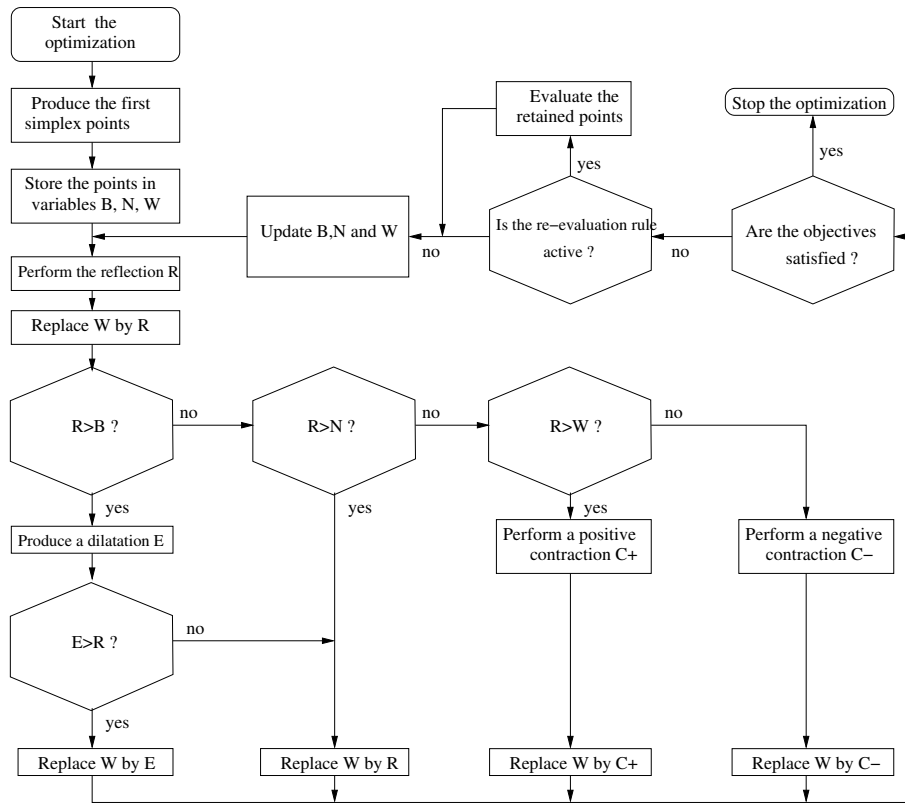 Start the
optimization
Produce the first
simplex points
Store the points in
variables B, N, W
Perform the reflection R
Replace W by R
Evaluate the
retained points
Stop the optimization
yes
yes
Update B,N and W
no
Is the re−evaluation rule
active ?
no
Are the objectives
satisfied ?
R>B ?
no
R>N ?
no
R>W ?
no
yes
yes
yes
Produce a dilatation E
Perform a positive
contraction C+
Perform a negative
contraction C−
E>R ?
no
yes
Replace W by E
Replace W by R
Replace W by C+
Replace W by C−